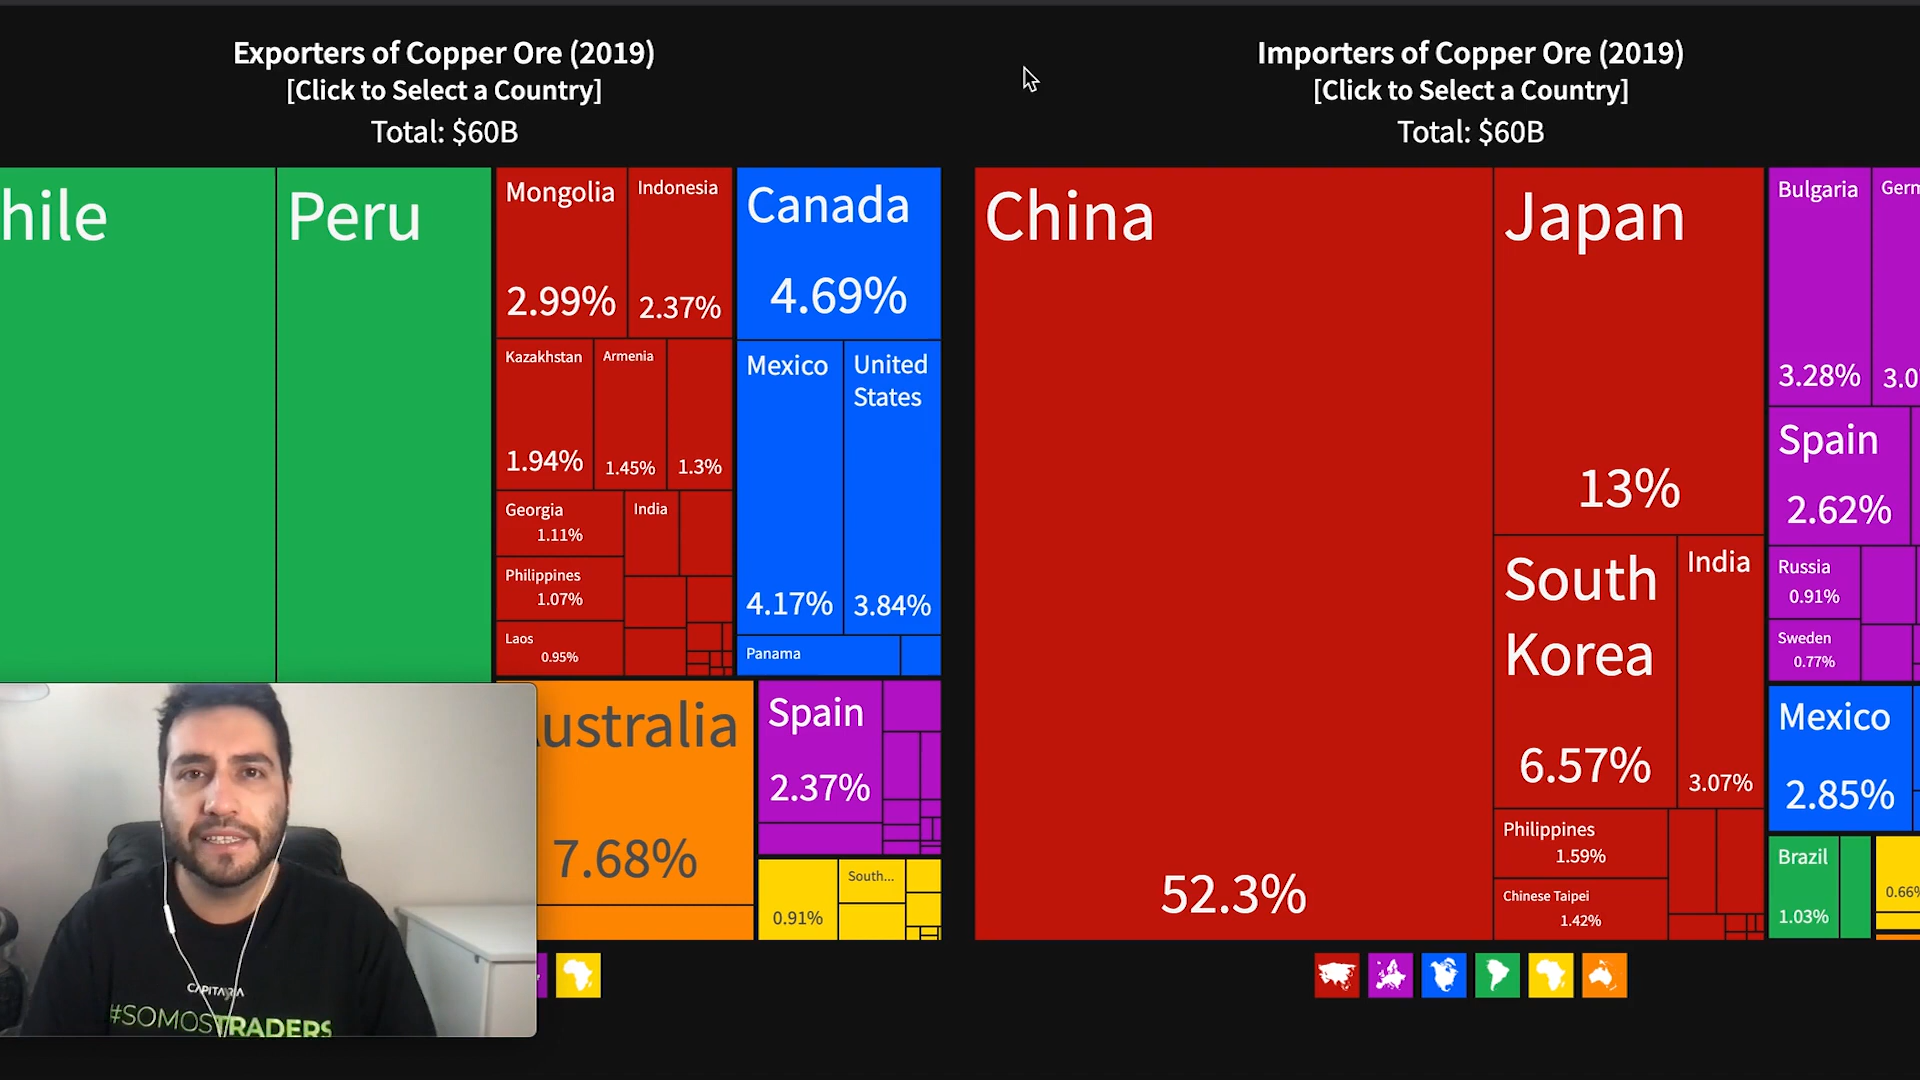 Exporters of Copper Ore (2019)
[Click to Select a Country]
Total: $60B
hile
Peru
Mongolia
2.99%
Indonesia
2.37%
Kazakhstan
1.94%
Armenia
1.45%
1.3%
Georgia
1.11%
India
Philippines
1.07%
Laos
0.95%
Canada
4.69%
Mexico
4.17%
United
States
3.84%
Panama
ustralia
7.68%
Spain
2.37%
0.91%
South...
Importers of Copper Ore (2019)
[Click to Select a Country]
Total: $60B
China
52.3%
Japan
13%
South
Korea
6.57%
India
3.07%
Philippines
1.59%
Chinese Taipei
1.42%
Bulgaria
3.28%
Germ
3.0
Spain
2.62%
Russia
0.91%
Sweden
0.77%
Mexico
2.85%
Brazil
1.03%
0.66%
CAPITARIA
#SOMOSTRADERS